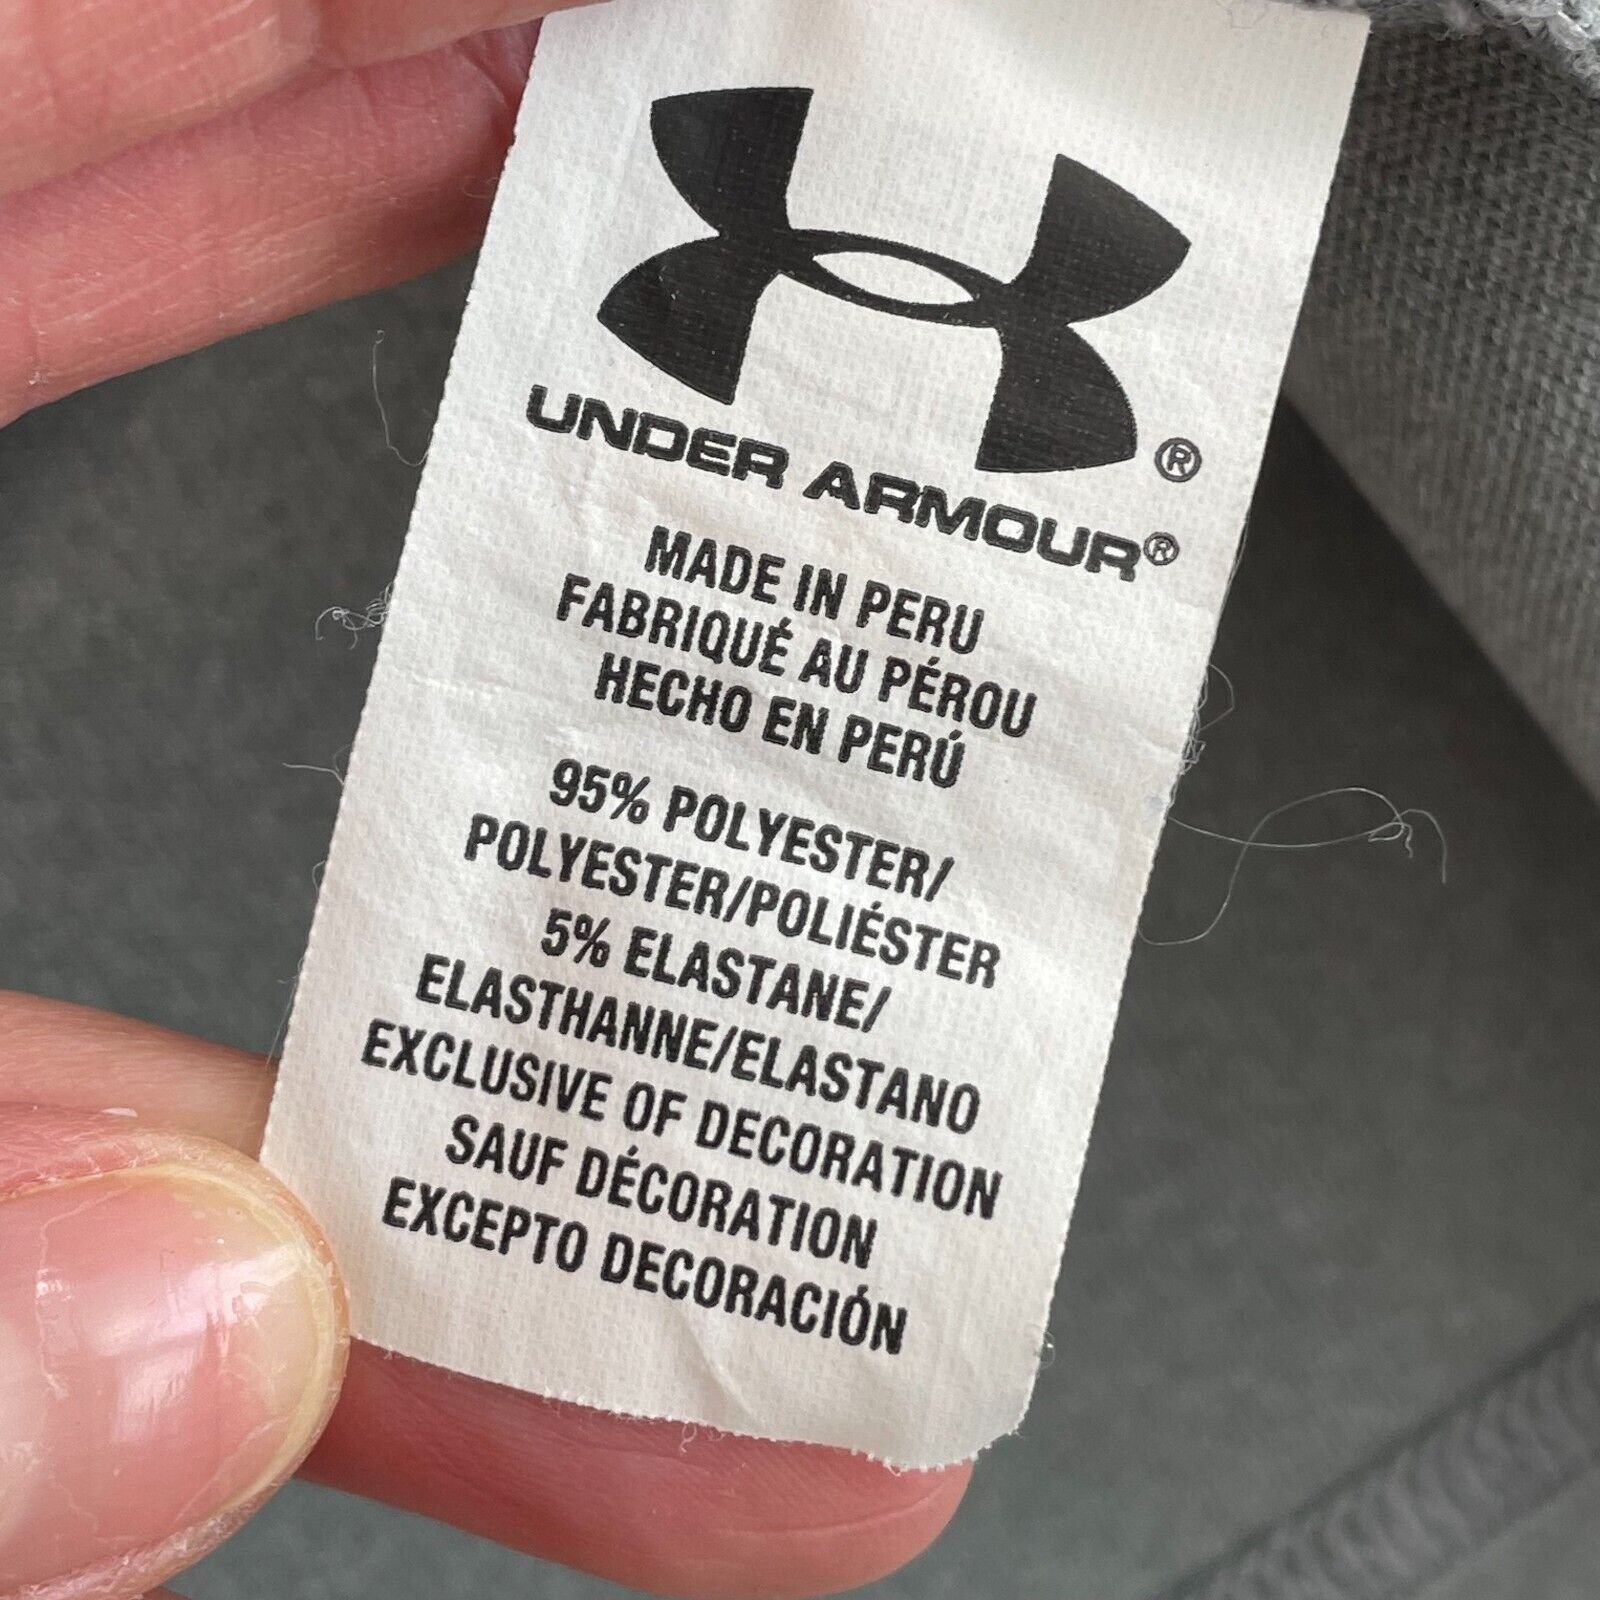 ®
UNDER ARMOUR®
MADE IN PERU
FABRIQUÉ AU PÉROU
HECHO EN PERÚ
95% POLYESTER/
POLYESTER/POLIÉSTER
5% ELASTANE/
ELASTHANNE/ELASTANO
EXCLUSIVE OF DECORATION
SAUF DÉCORATION
EXCEPTO DECORACIÓN